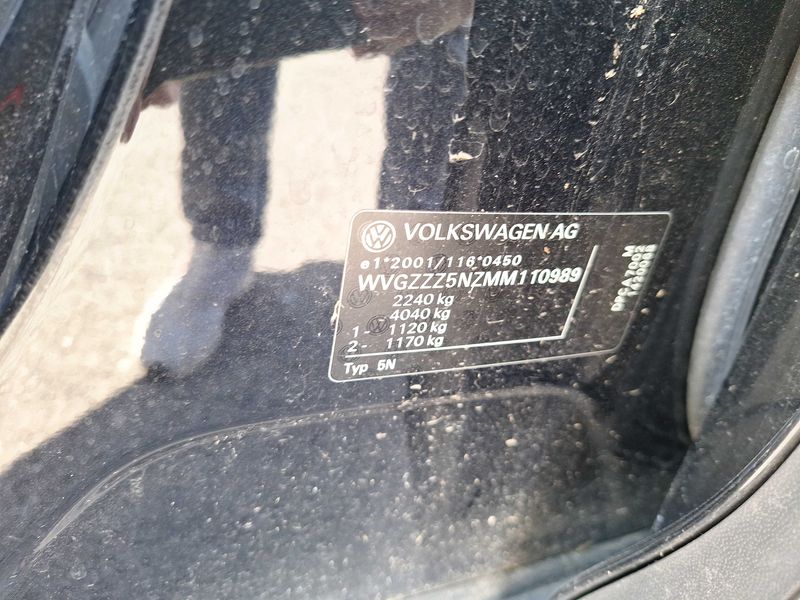 VOLKSWAGEN AG
e1*2001/116*0450
WVGZZZ5NZMM110989
2240 kg
4040 kg
1- 1120 kg
2- 1170 kg
Typ 5N